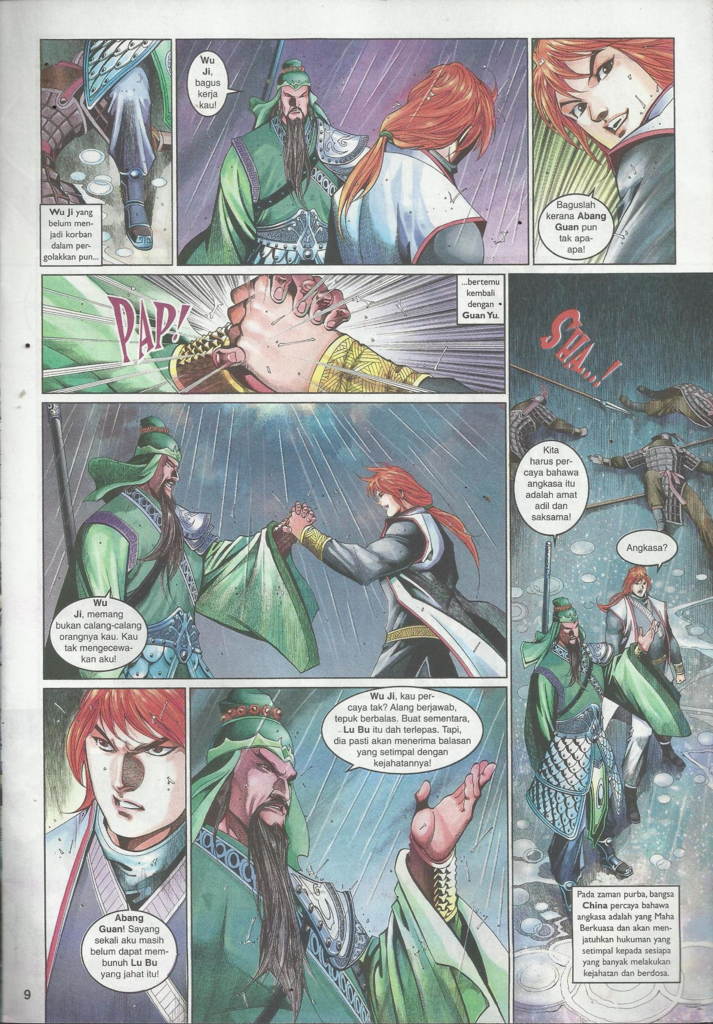 Wu Ji yang
belum men-
jadi korban
dalam per-
golakkan pun...
Wu
Ji,
bagus
kerja
kau!
Baguslah
kerana Abang
Guan pun
tak apa-
apa!
PAP!
...bertemu
kembali
dengan
Guan Yu.
Wu
Ji, memang
bukan calang-calang
orangnya kau. Kau
tak mengecewa-
kan aku!
Abang
Guan! Sayang
sekali aku masih
belum dapat mem-
bunuh Lu Bu
yang jahat itu!
Wu Ji, kau per-
caya tak? Alang berjawab,
tepuk berbalas. Buat sementara,
Lu Bu itu dah terlepas. Tapi,
dia pasti akan menerima balasan
yang setimpal dengan
kejahatannya!
SHA...!
Kita
harus per-
caya bahawa
angkasa itu
adalah amat
adil dan
saksama!
Angkasa?
Pada zaman purba, bangsa
China percaya bahawa
angkasa adalah yang Maha
Berkuasa dan akan men-
jatuhkan hukuman yang
setimpal kepada sesiapa
yang banyak melakukan
kejahatan dan berdosa.
9